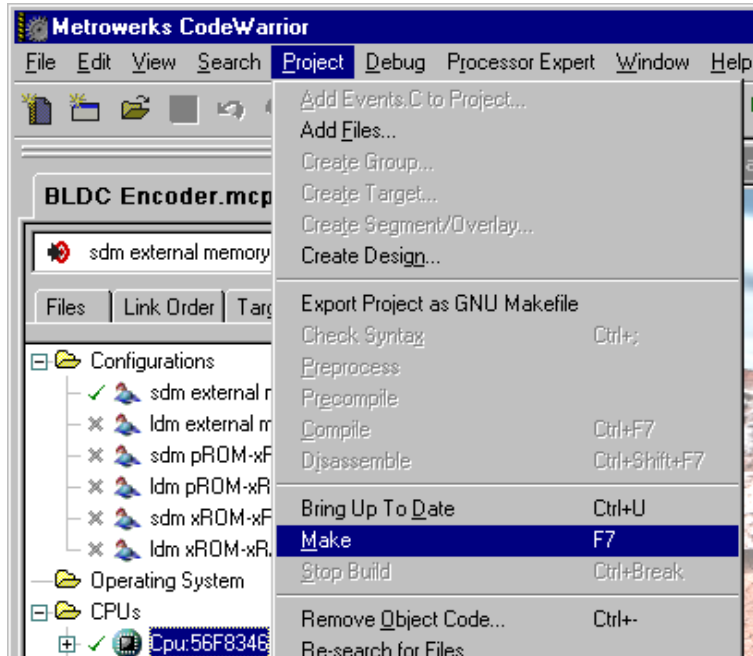 Metrowerks CodeWarrior
File Edit View Search Project Debug Processor Expert Window Help
Add Events.C to Project...
Add Files...
Create Group...
Create Target...
Create Segment/Overlay...
Create Design...
BLDC Encoder.mcp
sdm external memory
Files Link Order Targ
Export Project as GNU Makefile
Check Syntax Ctrl+;
Preprocess
Precompile
Compile Ctrl+F7
Disassemble Ctrl+Shift+F7
Bring Up To Date Ctrl+U
Make F7
Stop Build Ctrl+Break
Remove Object Code... Ctrl+-
Re-search for Files
Configurations
sdm external m
ldm external m
sdm pROM-xR
ldm pROM-xR
sdm xROM-xR
ldm xROM-xR
Operating System
CPUs
Cpu:56F8346